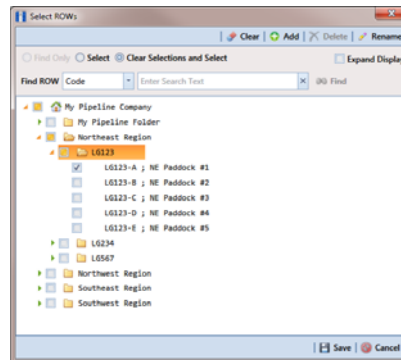 Select ROWs
Clear | Add | Delete | Rename
Find Only Select Clear Selections and Select Expand Display
Find ROW Code Enter Search Text Find
My Pipeline Company
My Pipeline Folder
Northeast Region
LG123
LG123-A ; NE Paddock #1
LG123-B ; NE Paddock #2
LG123-C ; NE Paddock #3
LG123-D ; NE Paddock #4
LG123-E ; NE Paddock #5
LG234
LG567
Northwest Region
Southeast Region
Southwest Region
Save | Cancel